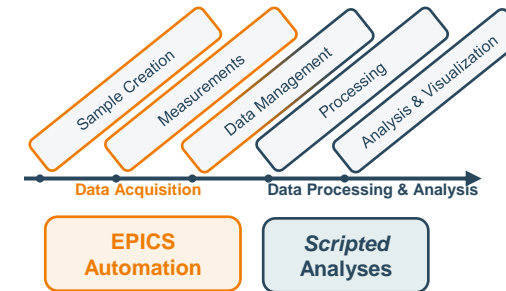 Sample Creation
Measurements
Data Management
Processing
Analysis & Visualization
Data Acquisition
Data Processing & Analysis
EPICS
Automation
Scripted
Analyses